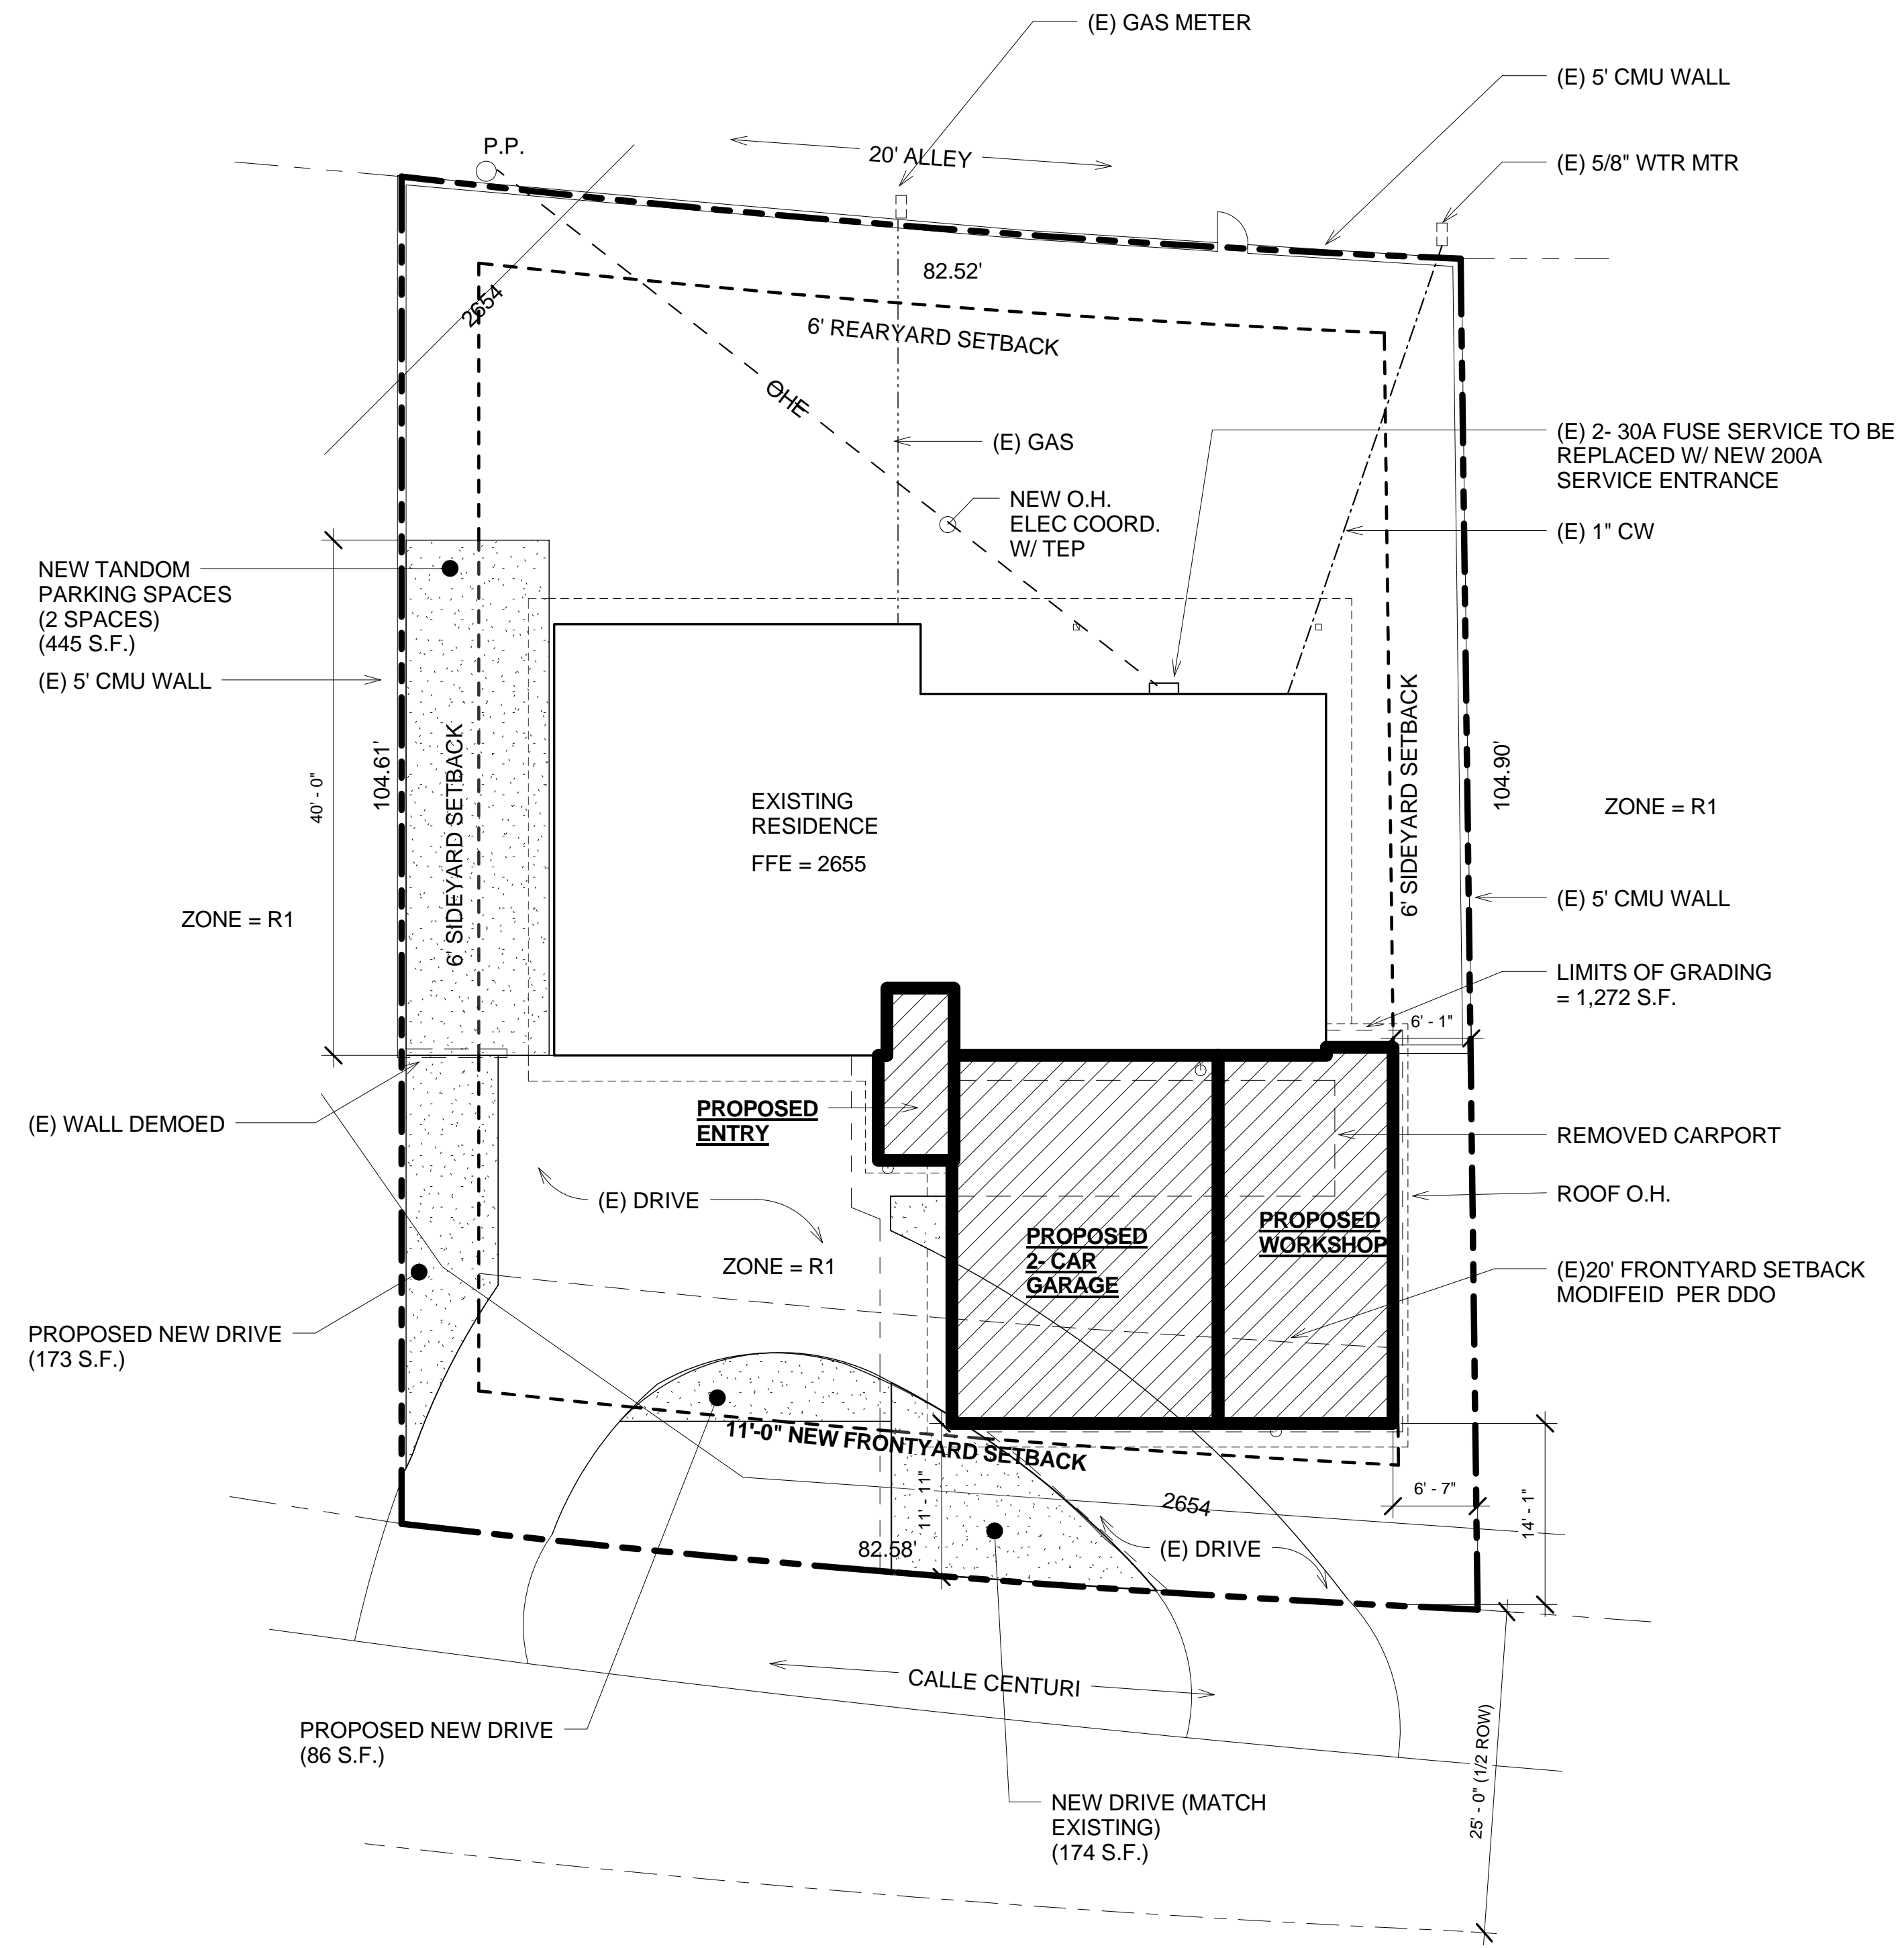 (E) GAS METER
(E) 5' CMU WALL
P.P.
20' ALLEY
(E) 5/8" WTR MTR
82.52'
2654
6' REARYARD SETBACK
OHE
(E) GAS
(E) 2- 30A FUSE SERVICE TO BE
REPLACED W/ NEW 200A
SERVICE ENTRANCE
NEW O.H.
ELEC COORD.
W/ TEP
(E) 1" CW
NEW TANDOM
PARKING SPACES
(2 SPACES)
(445 S.F.)
(E) 5' CMU WALL
40' - 0"
104.61'
6' SIDEYARD SETBACK
EXISTING
RESIDENCE
FFE = 2655
6' SIDEYARD SETBACK
104.90'
ZONE = R1
ZONE = R1
(E) 5' CMU WALL
LIMITS OF GRADING
= 1,272 S.F.
6' - 1"
(E) WALL DEMOED
PROPOSED
ENTRY
REMOVED CARPORT
(E) DRIVE
ROOF O.H.
PROPOSED
WORKSHOP
PROPOSED
2- CAR
GARAGE
ZONE = R1
(E)20' FRONTYARD SETBACK
MODIFEID PER DDO
PROPOSED NEW DRIVE
(173 S.F.)
11'-0" NEW FRONTYARD SETBACK
11' - 11"
2654
6' - 7"
14' - 1"
82.58'
(E) DRIVE
CALLE CENTURI
PROPOSED NEW DRIVE
(86 S.F.)
25' - 0" (1/2 ROW)
NEW DRIVE (MATCH
EXISTING)
(174 S.F.)